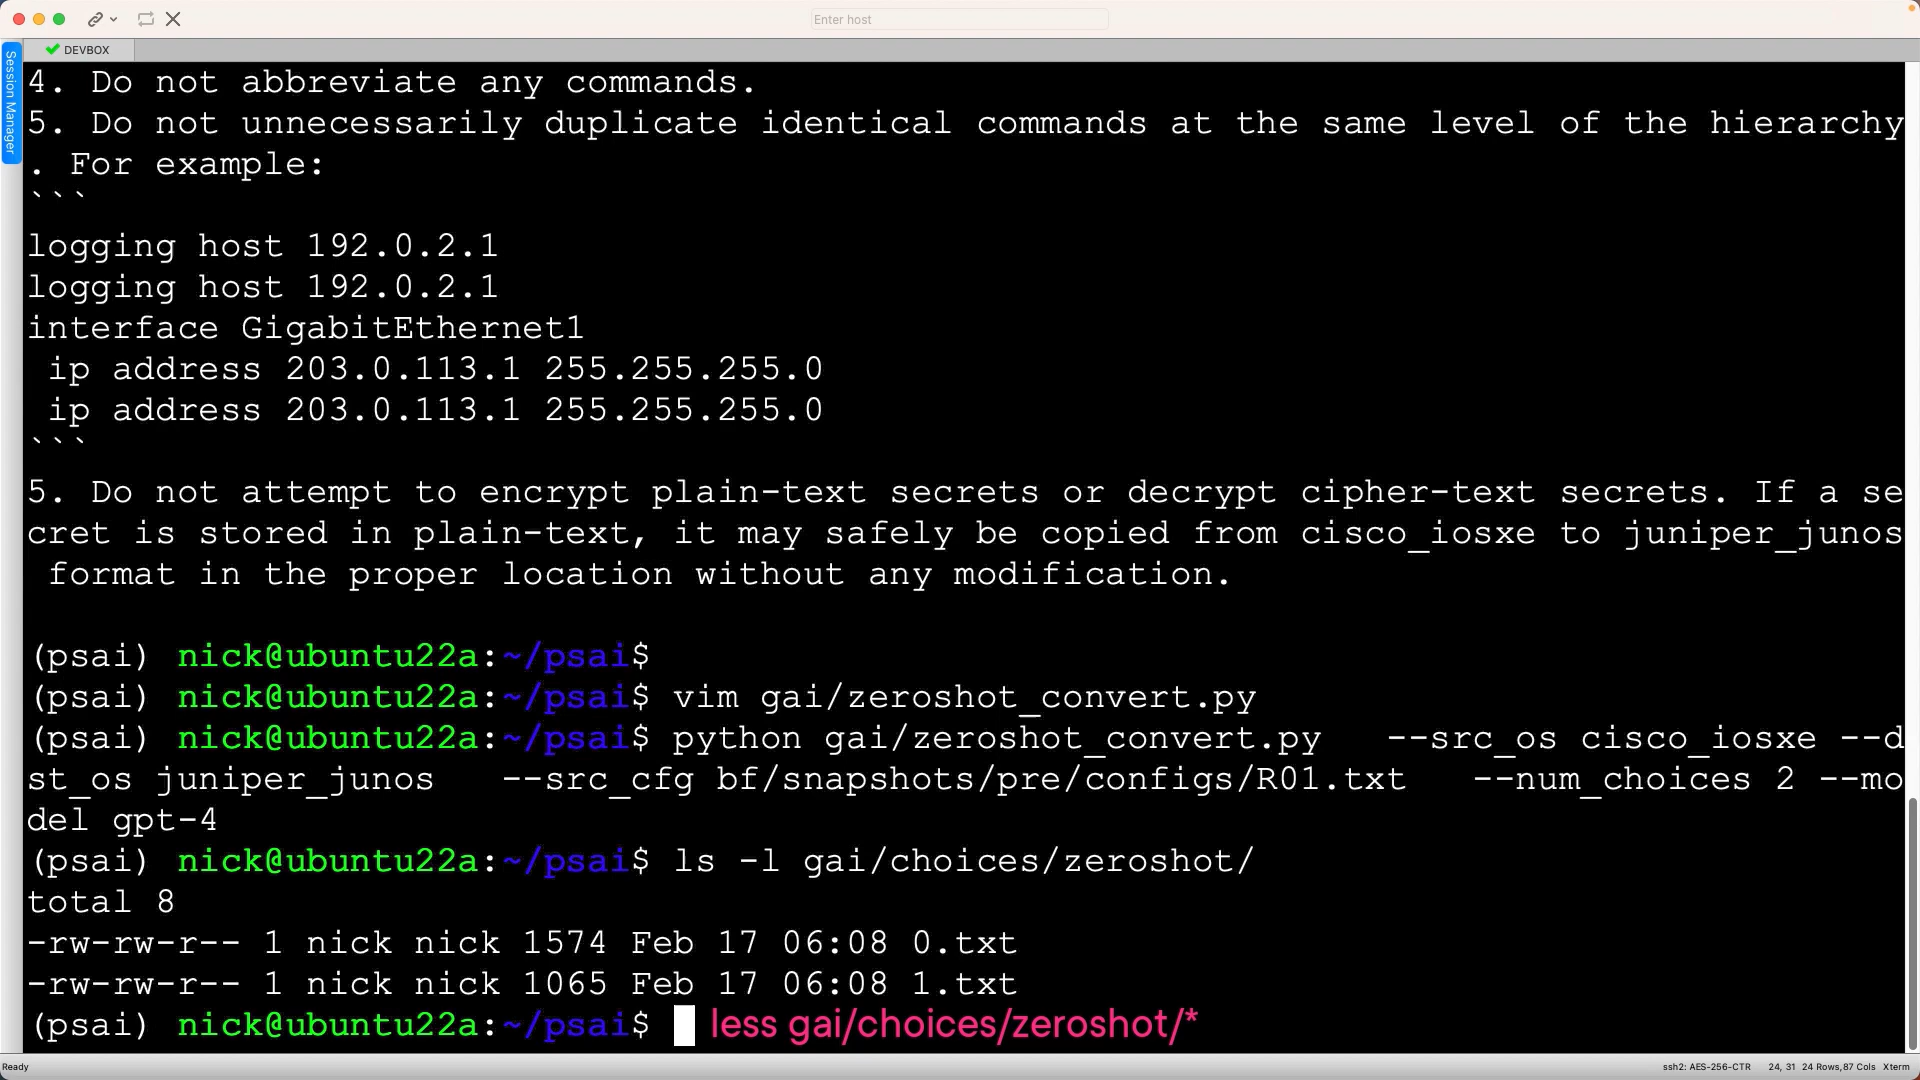 Enter host
DEVBOX
Session Manager
4. Do not abbreviate any commands.
5. Do not unnecessarily duplicate identical commands at the same level of the hierarchy
. For example:
```
logging host 192.0.2.1
logging host 192.0.2.1
interface GigabitEthernet1
 ip address 203.0.113.1 255.255.255.0
 ip address 203.0.113.1 255.255.255.0
```
5. Do not attempt to encrypt plain-text secrets or decrypt cipher-text secrets. If a se
cret is stored in plain-text, it may safely be copied from cisco_iosxe to juniper_junos
 format in the proper location without any modification.
(psai) nick@ubuntu22a:~/psai$
(psai) nick@ubuntu22a:~/psai$ vim gai/zeroshot_convert.py
(psai) nick@ubuntu22a:~/psai$ python gai/zeroshot_convert.py   --src_os cisco_iosxe --d
st_os juniper_junos   --src_cfg bf/snapshots/pre/configs/R01.txt   --num_choices 2 --mo
del gpt-4
(psai) nick@ubuntu22a:~/psai$ ls -l gai/choices/zeroshot/
total 8
-rw-rw-r-- 1 nick nick 1574 Feb 17 06:08 0.txt
-rw-rw-r-- 1 nick nick 1065 Feb 17 06:08 1.txt
(psai) nick@ubuntu22a:~/psai$ less gai/choices/zeroshot/*
Ready
ssh2: AES-256-CTR 24, 31 24 Rows,87 Cols Xterm